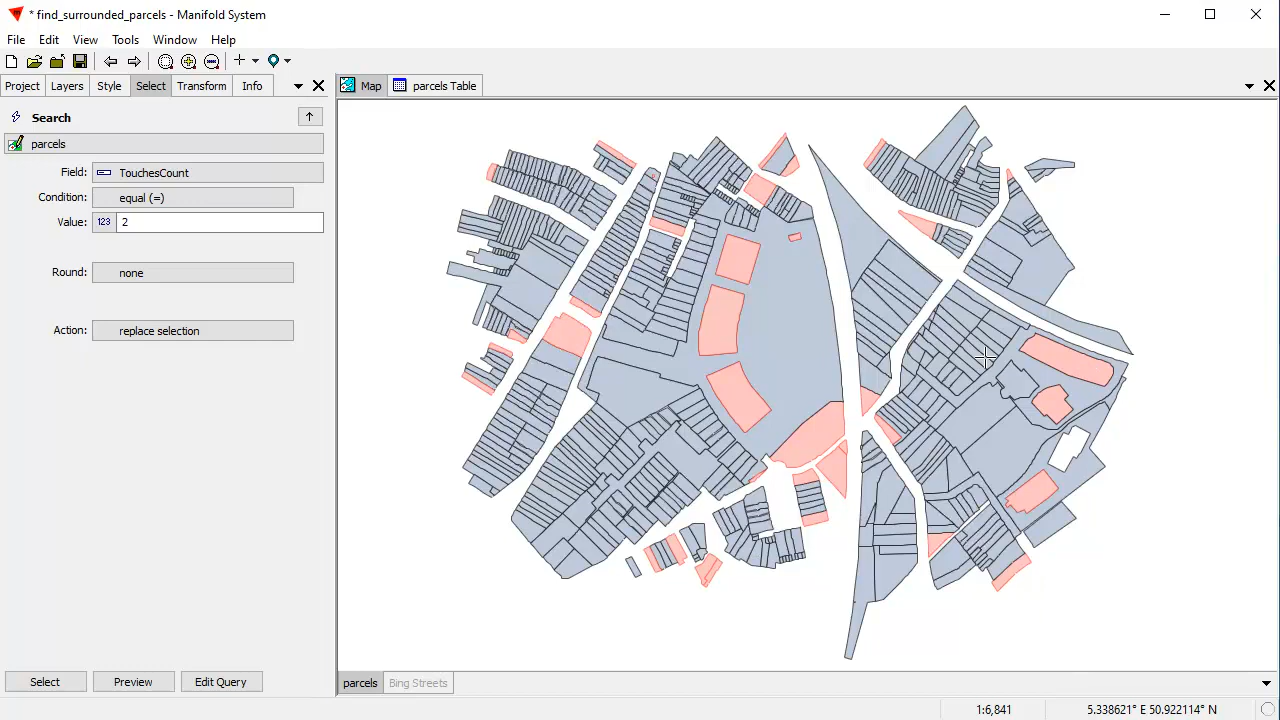 * find_surrounded_parcels - Manifold System
File Edit View Tools Window Help
Project Layers Style Select Transform Info
Map parcels Table
Search
parcels
Field: TouchesCount
Condition: equal (=)
Value: 123 2
Round: none
Action: replace selection
Select Preview Edit Query
parcels Bing Streets
1:6,841 5.338621° E 50.922114° N